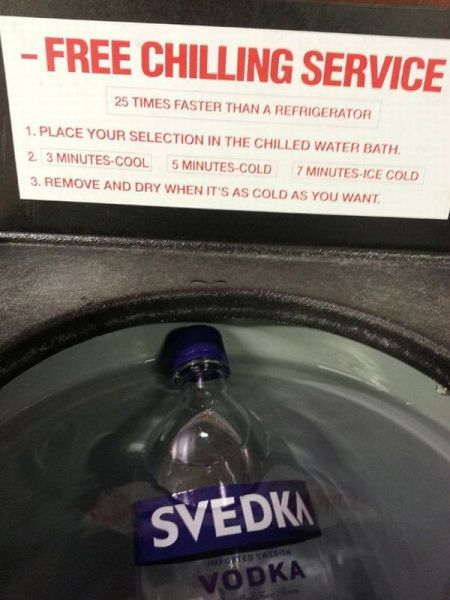 - FREE CHILLING SERVICE
25 TIMES FASTER THAN A REFRIGERATOR
1. PLACE YOUR SELECTION IN THE CHILLED WATER BATH.
2. 3 MINUTES-COOL 5 MINUTES-COLD 7 MINUTES-ICE COLD
3. REMOVE AND DRY WHEN IT'S AS COLD AS YOU WANT.
SVEDKA
IMPORTED SWEDISH
VODKA